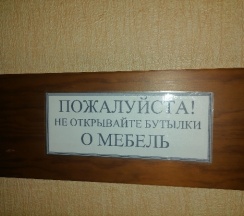 ПОЖАЛУЙСТА!
НЕ ОТКРЫВАЙТЕ БУТЫЛКИ
О МЕБЕЛЬ